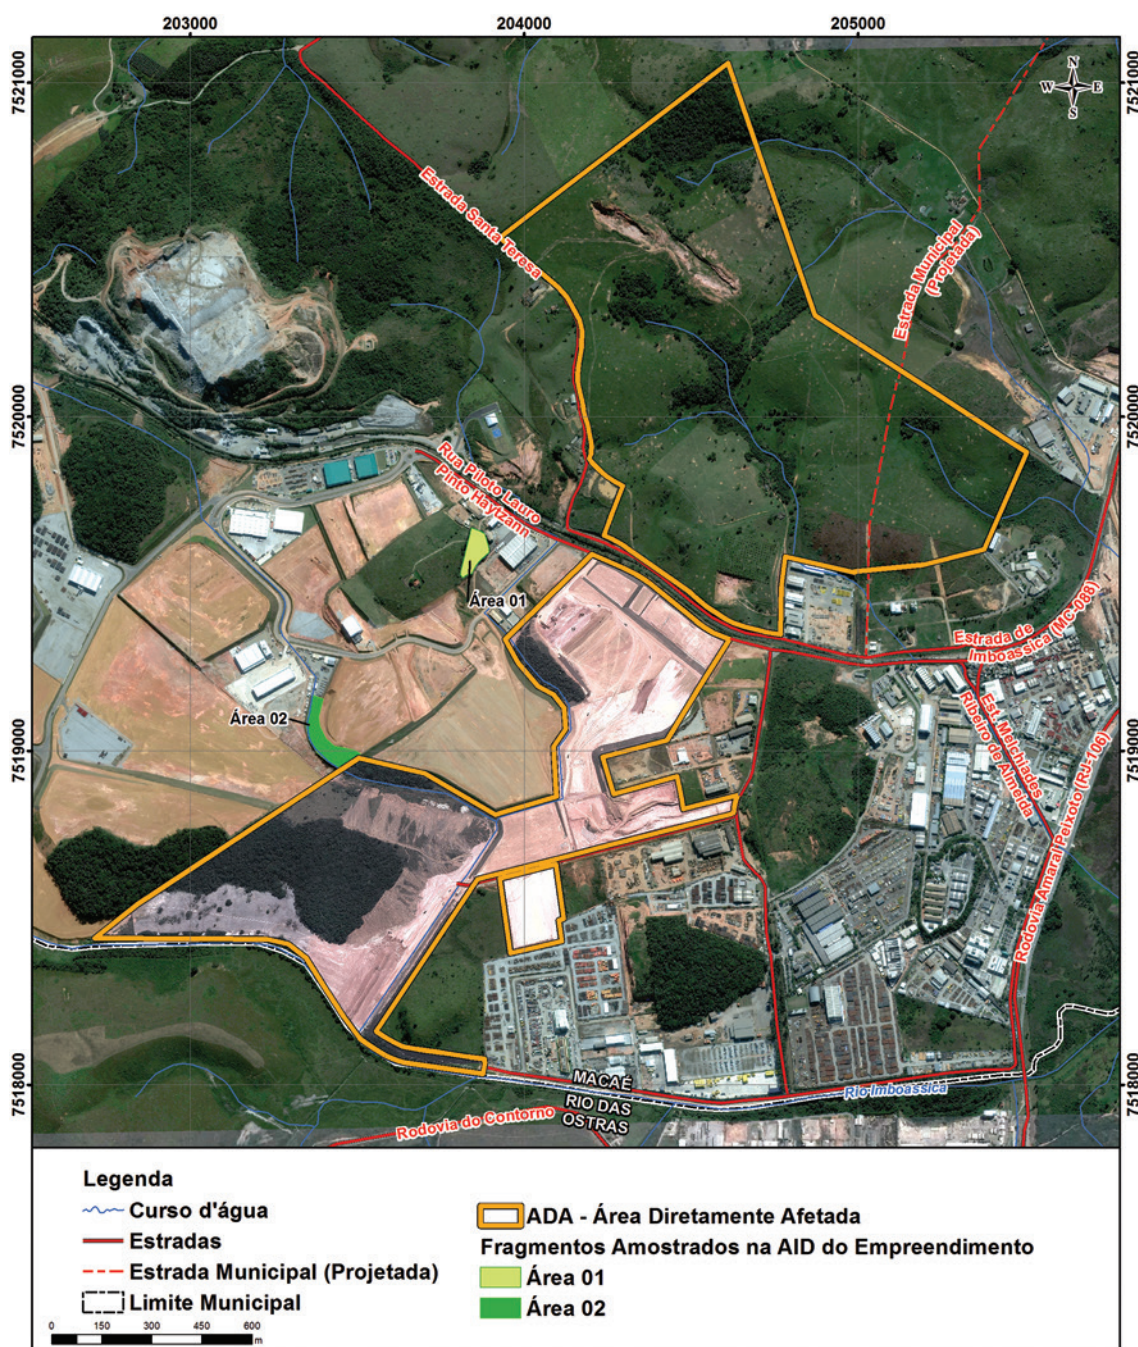 203000
204000
205000
7521000
7521000
N
W E
S
Estrada Santa Teresa
Estrada Municipal
(Projetada)
7520000
7520000
Rua Piloto Lauro
Pinto Haytzann
Área 01
Estrada de
Imboassica (MC-088)
Área 02
Est. Melchiades
Ribeiro de Almeida
7519000
7519000
Rodovia Amaral Peixoto (RJ-106)
7518000
7518000
MACAÉ
RIO DAS
OSTRAS
Rio Imboassica
Rodovia do Contorno
Legenda
Curso d'água
Estradas
Estrada Municipal (Projetada)
Limite Municipal
0 150 300 450 600
m
ADA - Área Diretamente Afetada
Fragmentos Amostrados na AID do Empreendimento
Área 01
Área 02